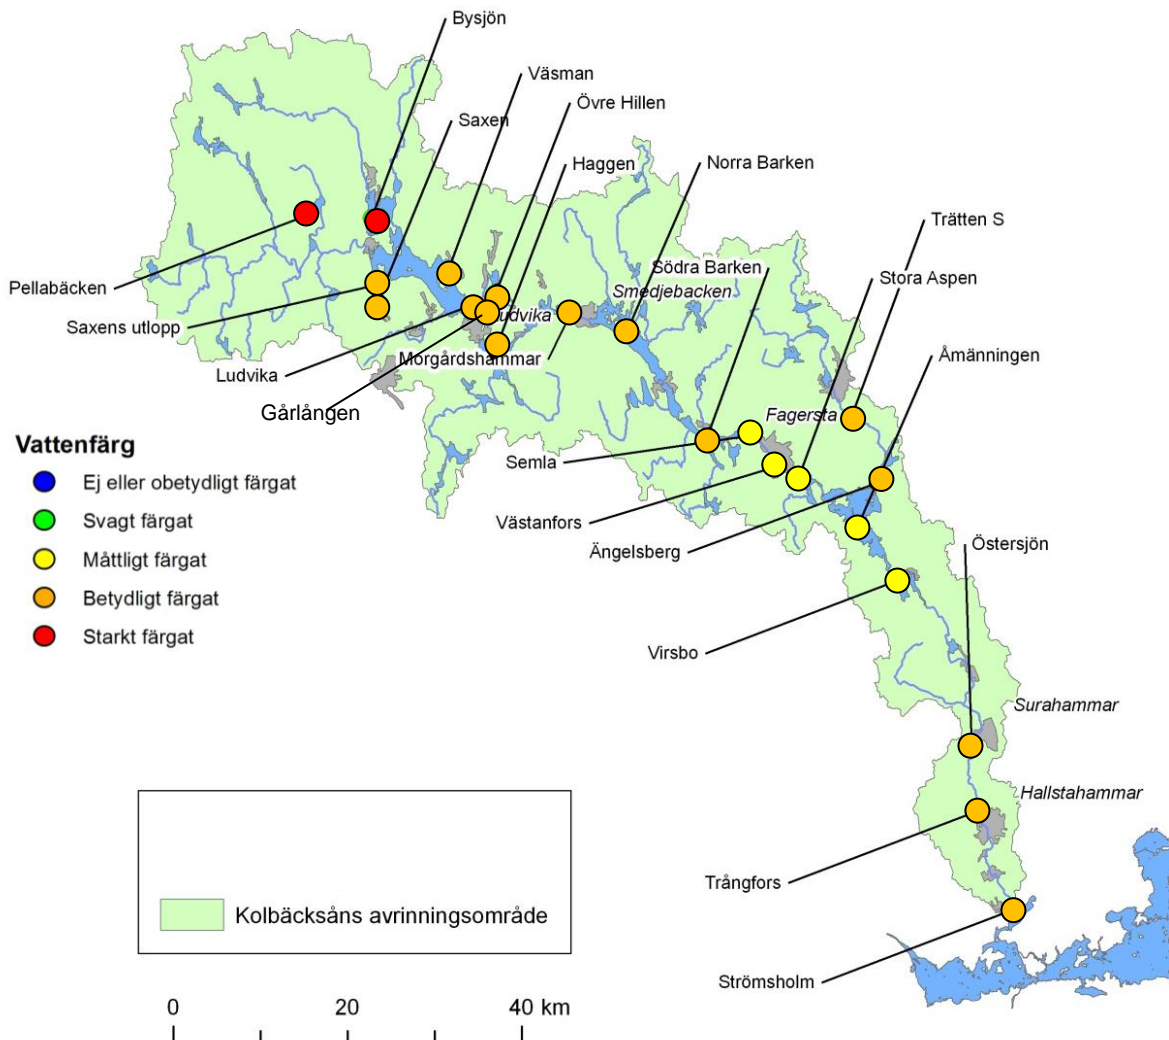 Bysjön
Väsman
Övre Hillen
Saxen
Haggen
Norra Barken
Trätten S
Södra Barken
Stora Aspen
Pellabäcken
Smedjebacken
Saxens utlopp
udvika
Åmänningen
Morgårdshammar
Ludvika
Gårlången
Fagersta
Vattenfärg
Semla
Ej eller obetydligt färgat
Svagt färgat
Västanfors
Ängelsberg
Östersjön
Måttligt färgat
Betydligt färgat
Starkt färgat
Virsbo
Surahammar
Hallstahammar
Trångfors
Kolbäcksåns avrinningsområde
Strömsholm
0 20 40 km